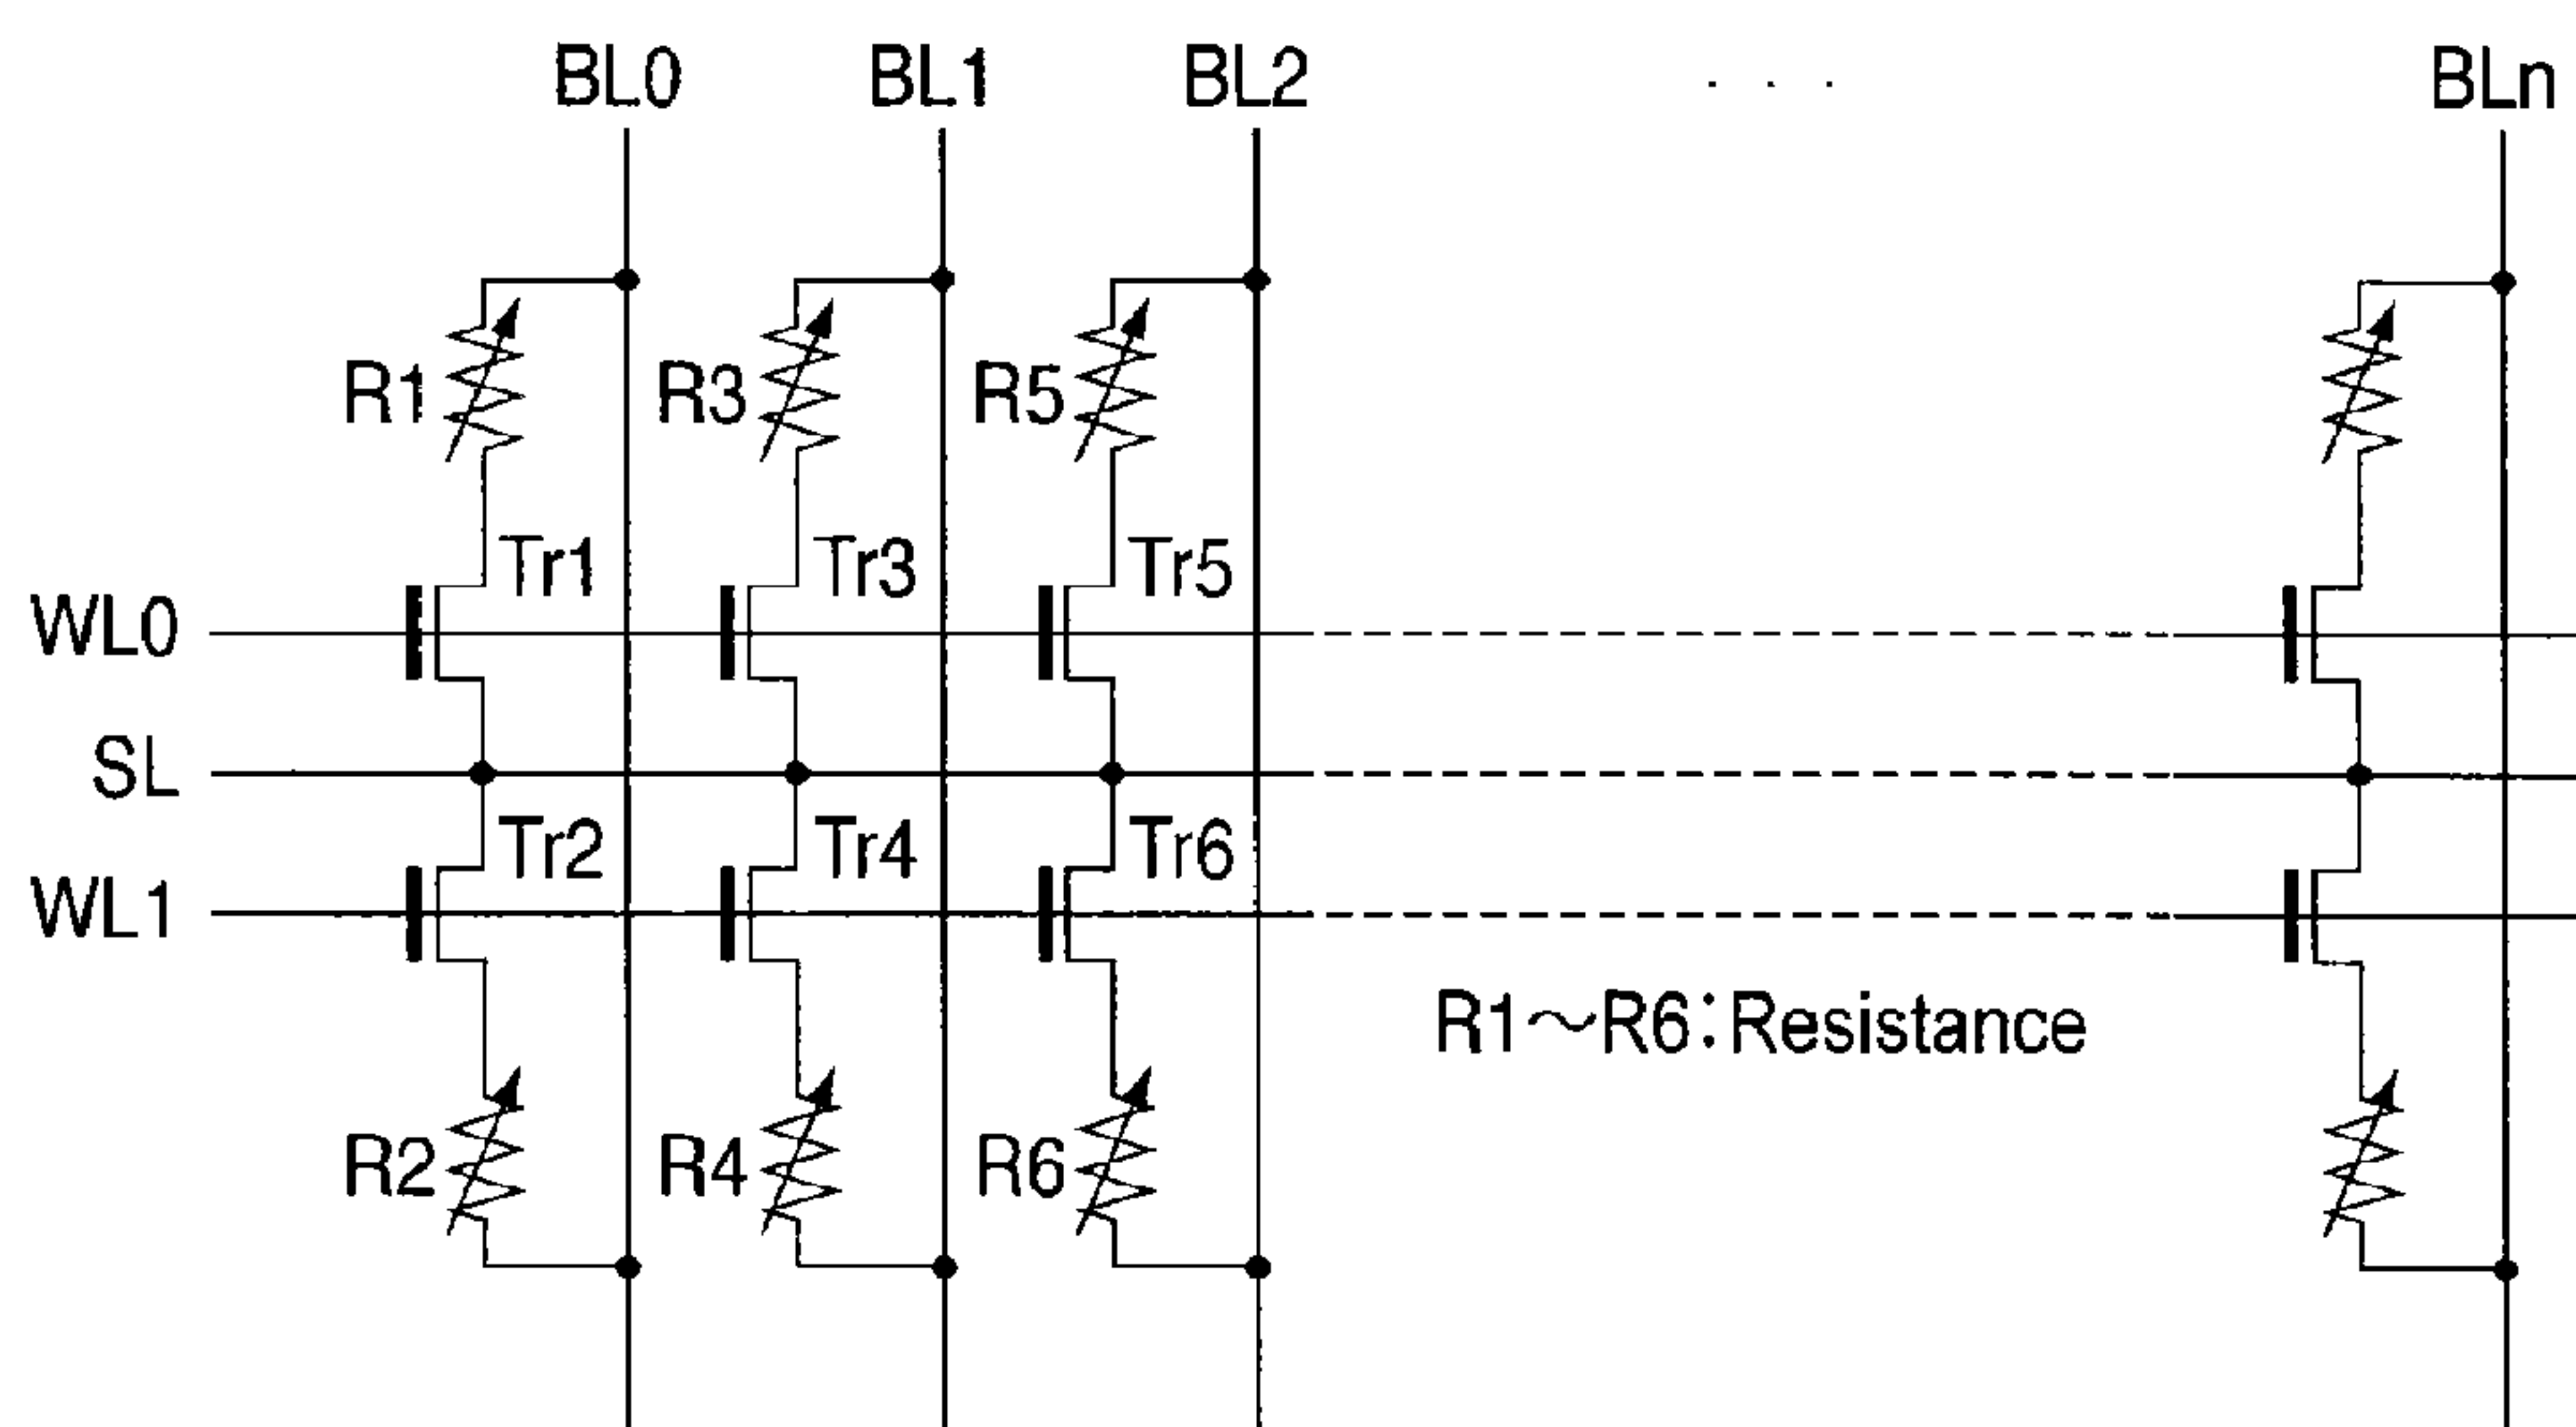 BL0 BL1 BL2 . . . BLn
R1 R3 R5
Tr1 Tr3 Tr5
WL0
SL
Tr2 Tr4 Tr6
WL1
R1～R6:Resistance
R2 R4 R6